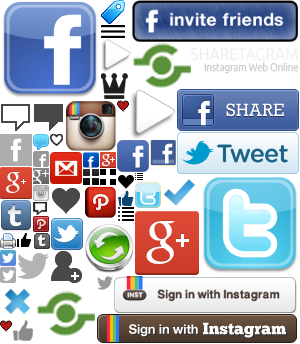 f
invite friends
SHARETAGRAM
Instagram Web Online
f SHARE
Tweet
f
f
f
f
f
g+
g+
g+
t
t
t
g+
INST
Sign in with Instagram
Sign in with Instagram